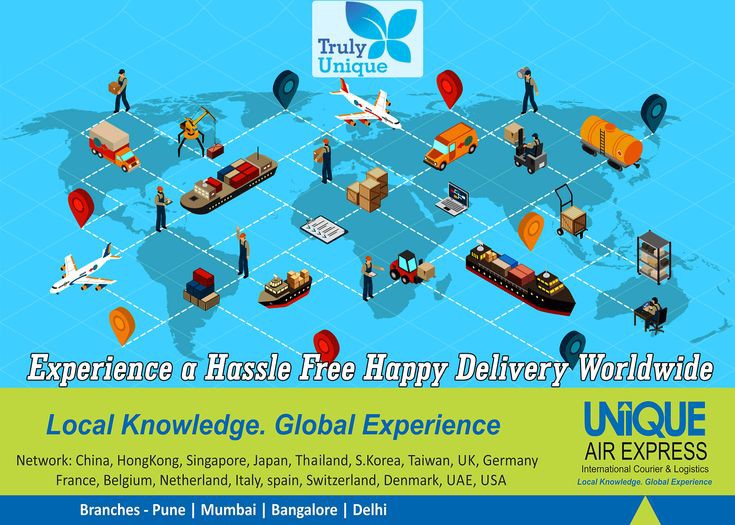 Truly
Unique
Experience a Hassle Free Happy Delivery Worldwide
Local Knowledge. Global Experience
Network: China, HongKong, Singapore, Japan, Thailand, S.Korea, Taiwan, UK, Germany
France, Belgium, Netherland, Italy, spain, Switzerland, Denmark, UAE, USA
UNiQUE
AIR EXPRESS
International Courier & Logistics
Local Knowledge. Global Experience
Branches - Pune | Mumbai | Bangalore | Delhi